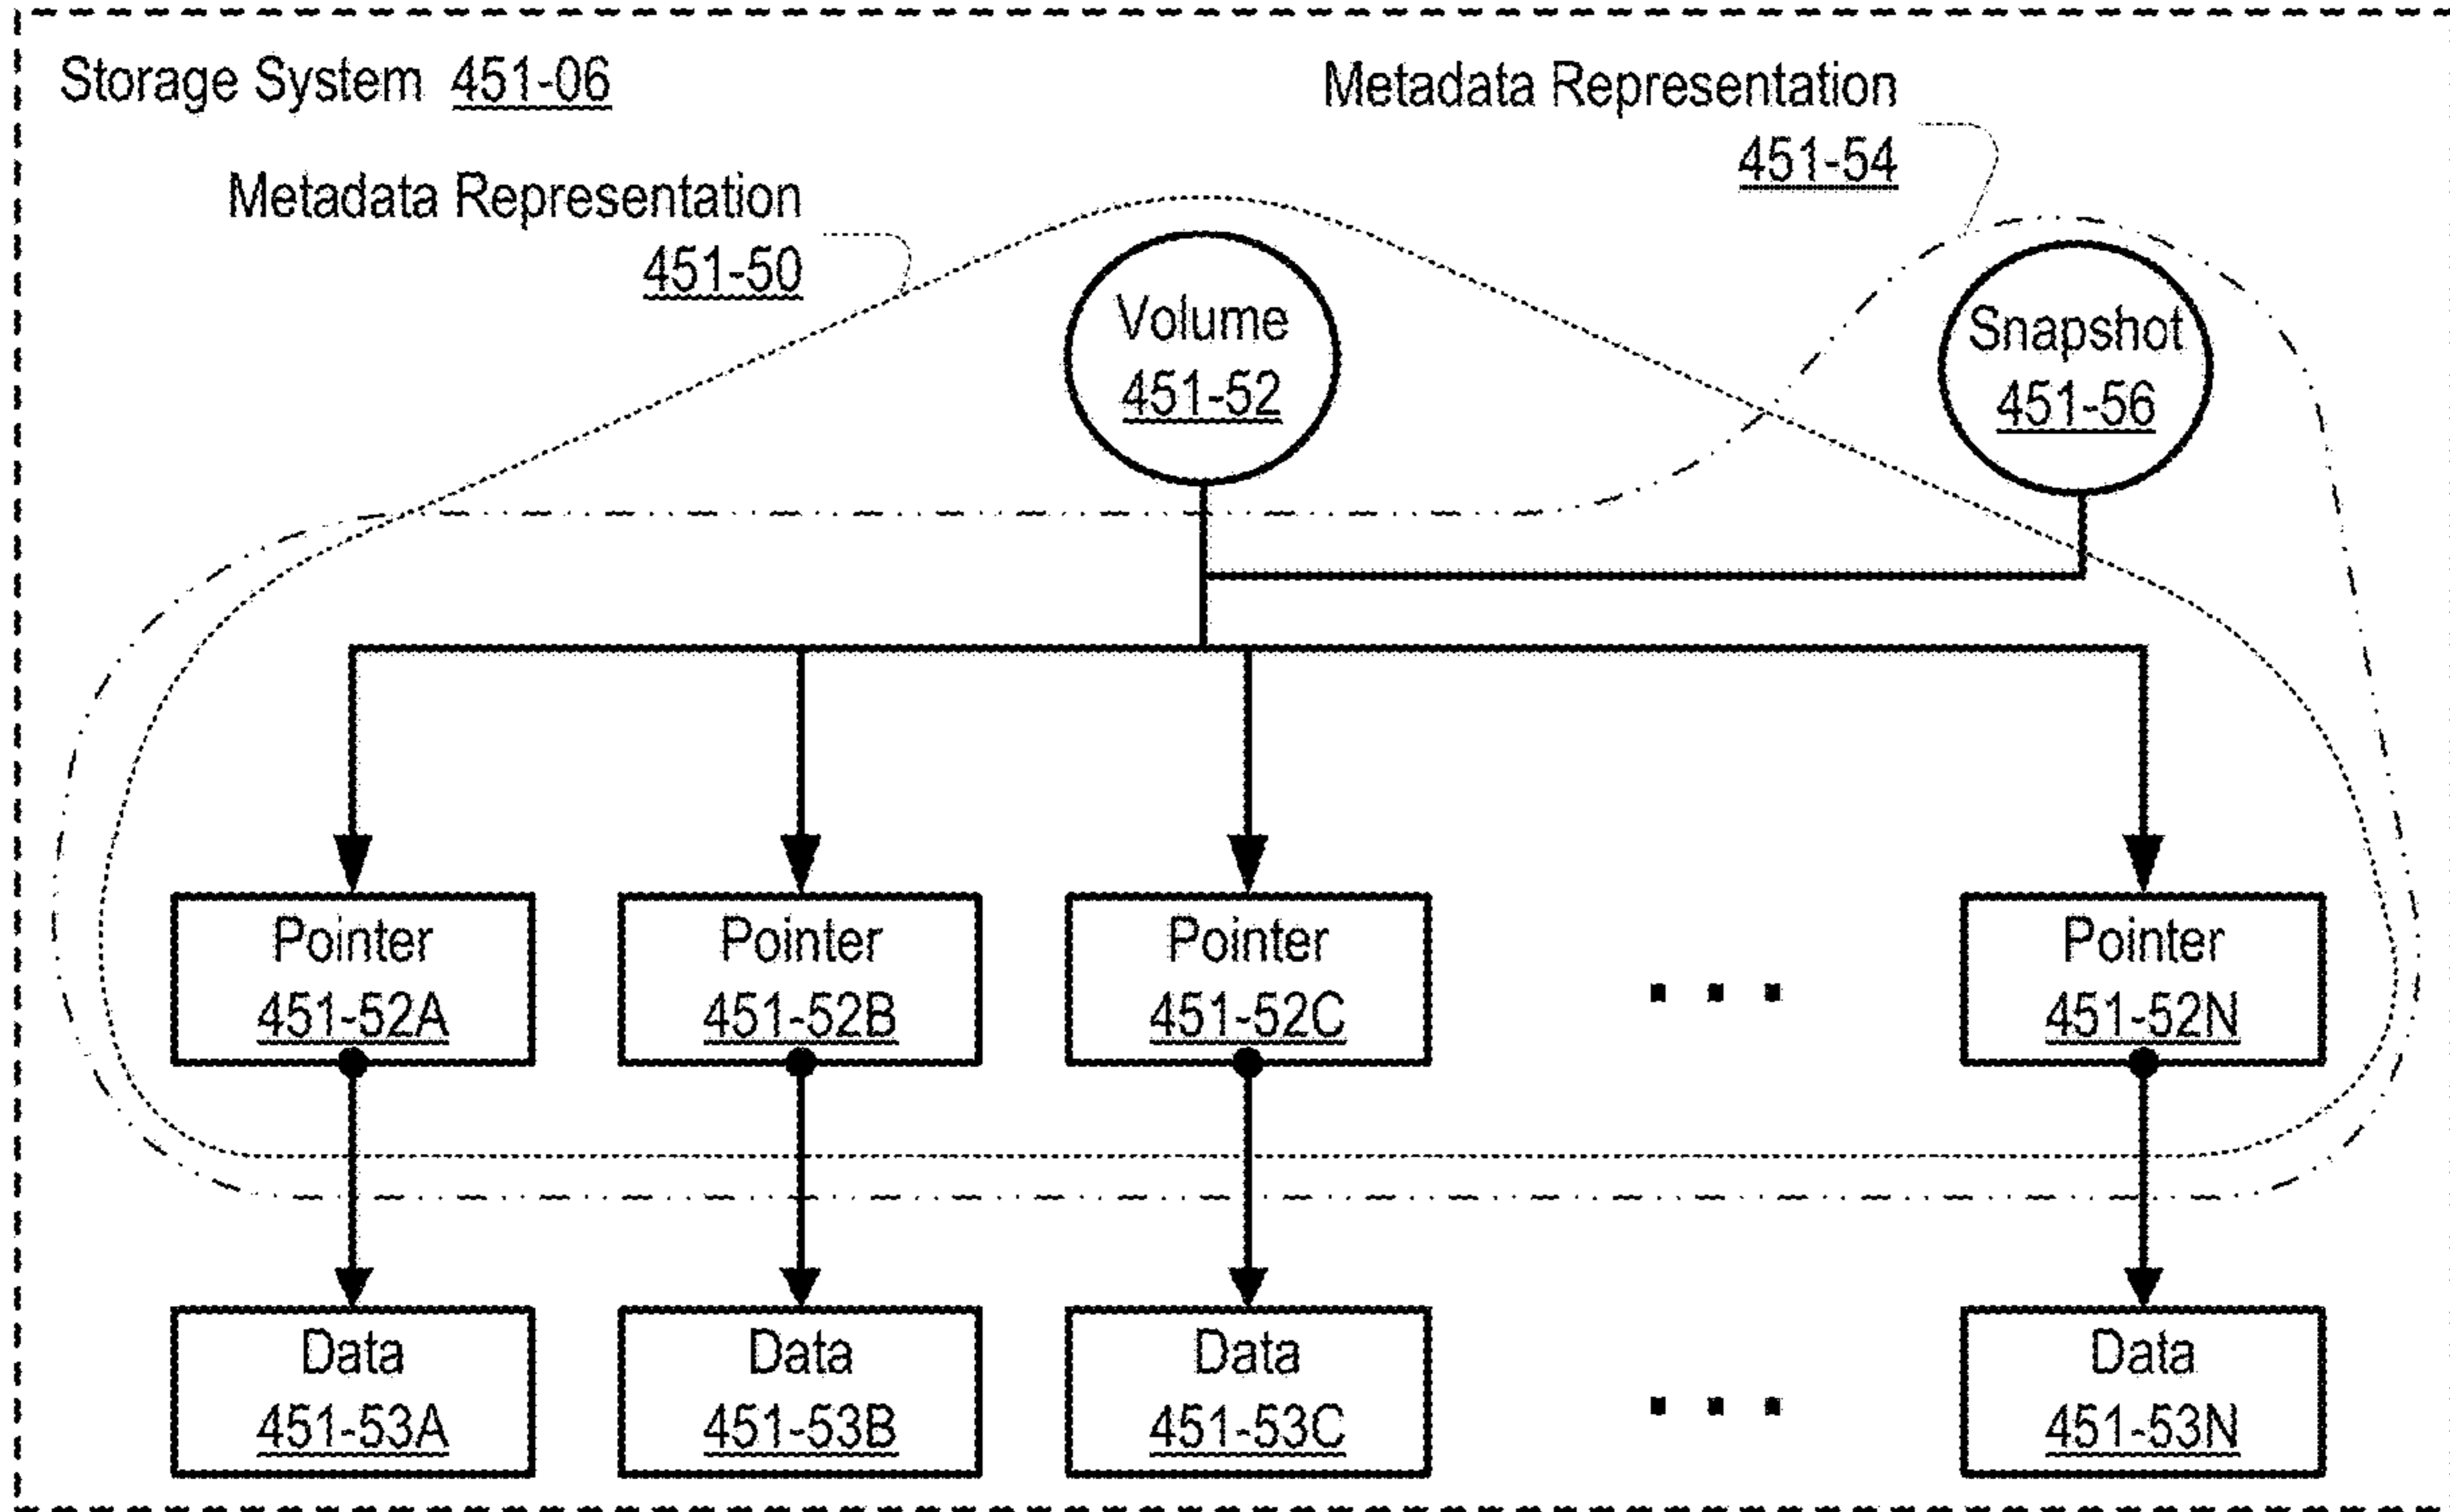 Storage System 451-06
Metadata Representation
451-54
Metadata Representation
451-50
Volume
451-52
Snapshot
451-56
Pointer
451-52A
Pointer
451-52B
Pointer
451-52C
. . .
Pointer
451-52N
Data
451-53A
Data
451-53B
Data
451-53C
. . .
Data
451-53N